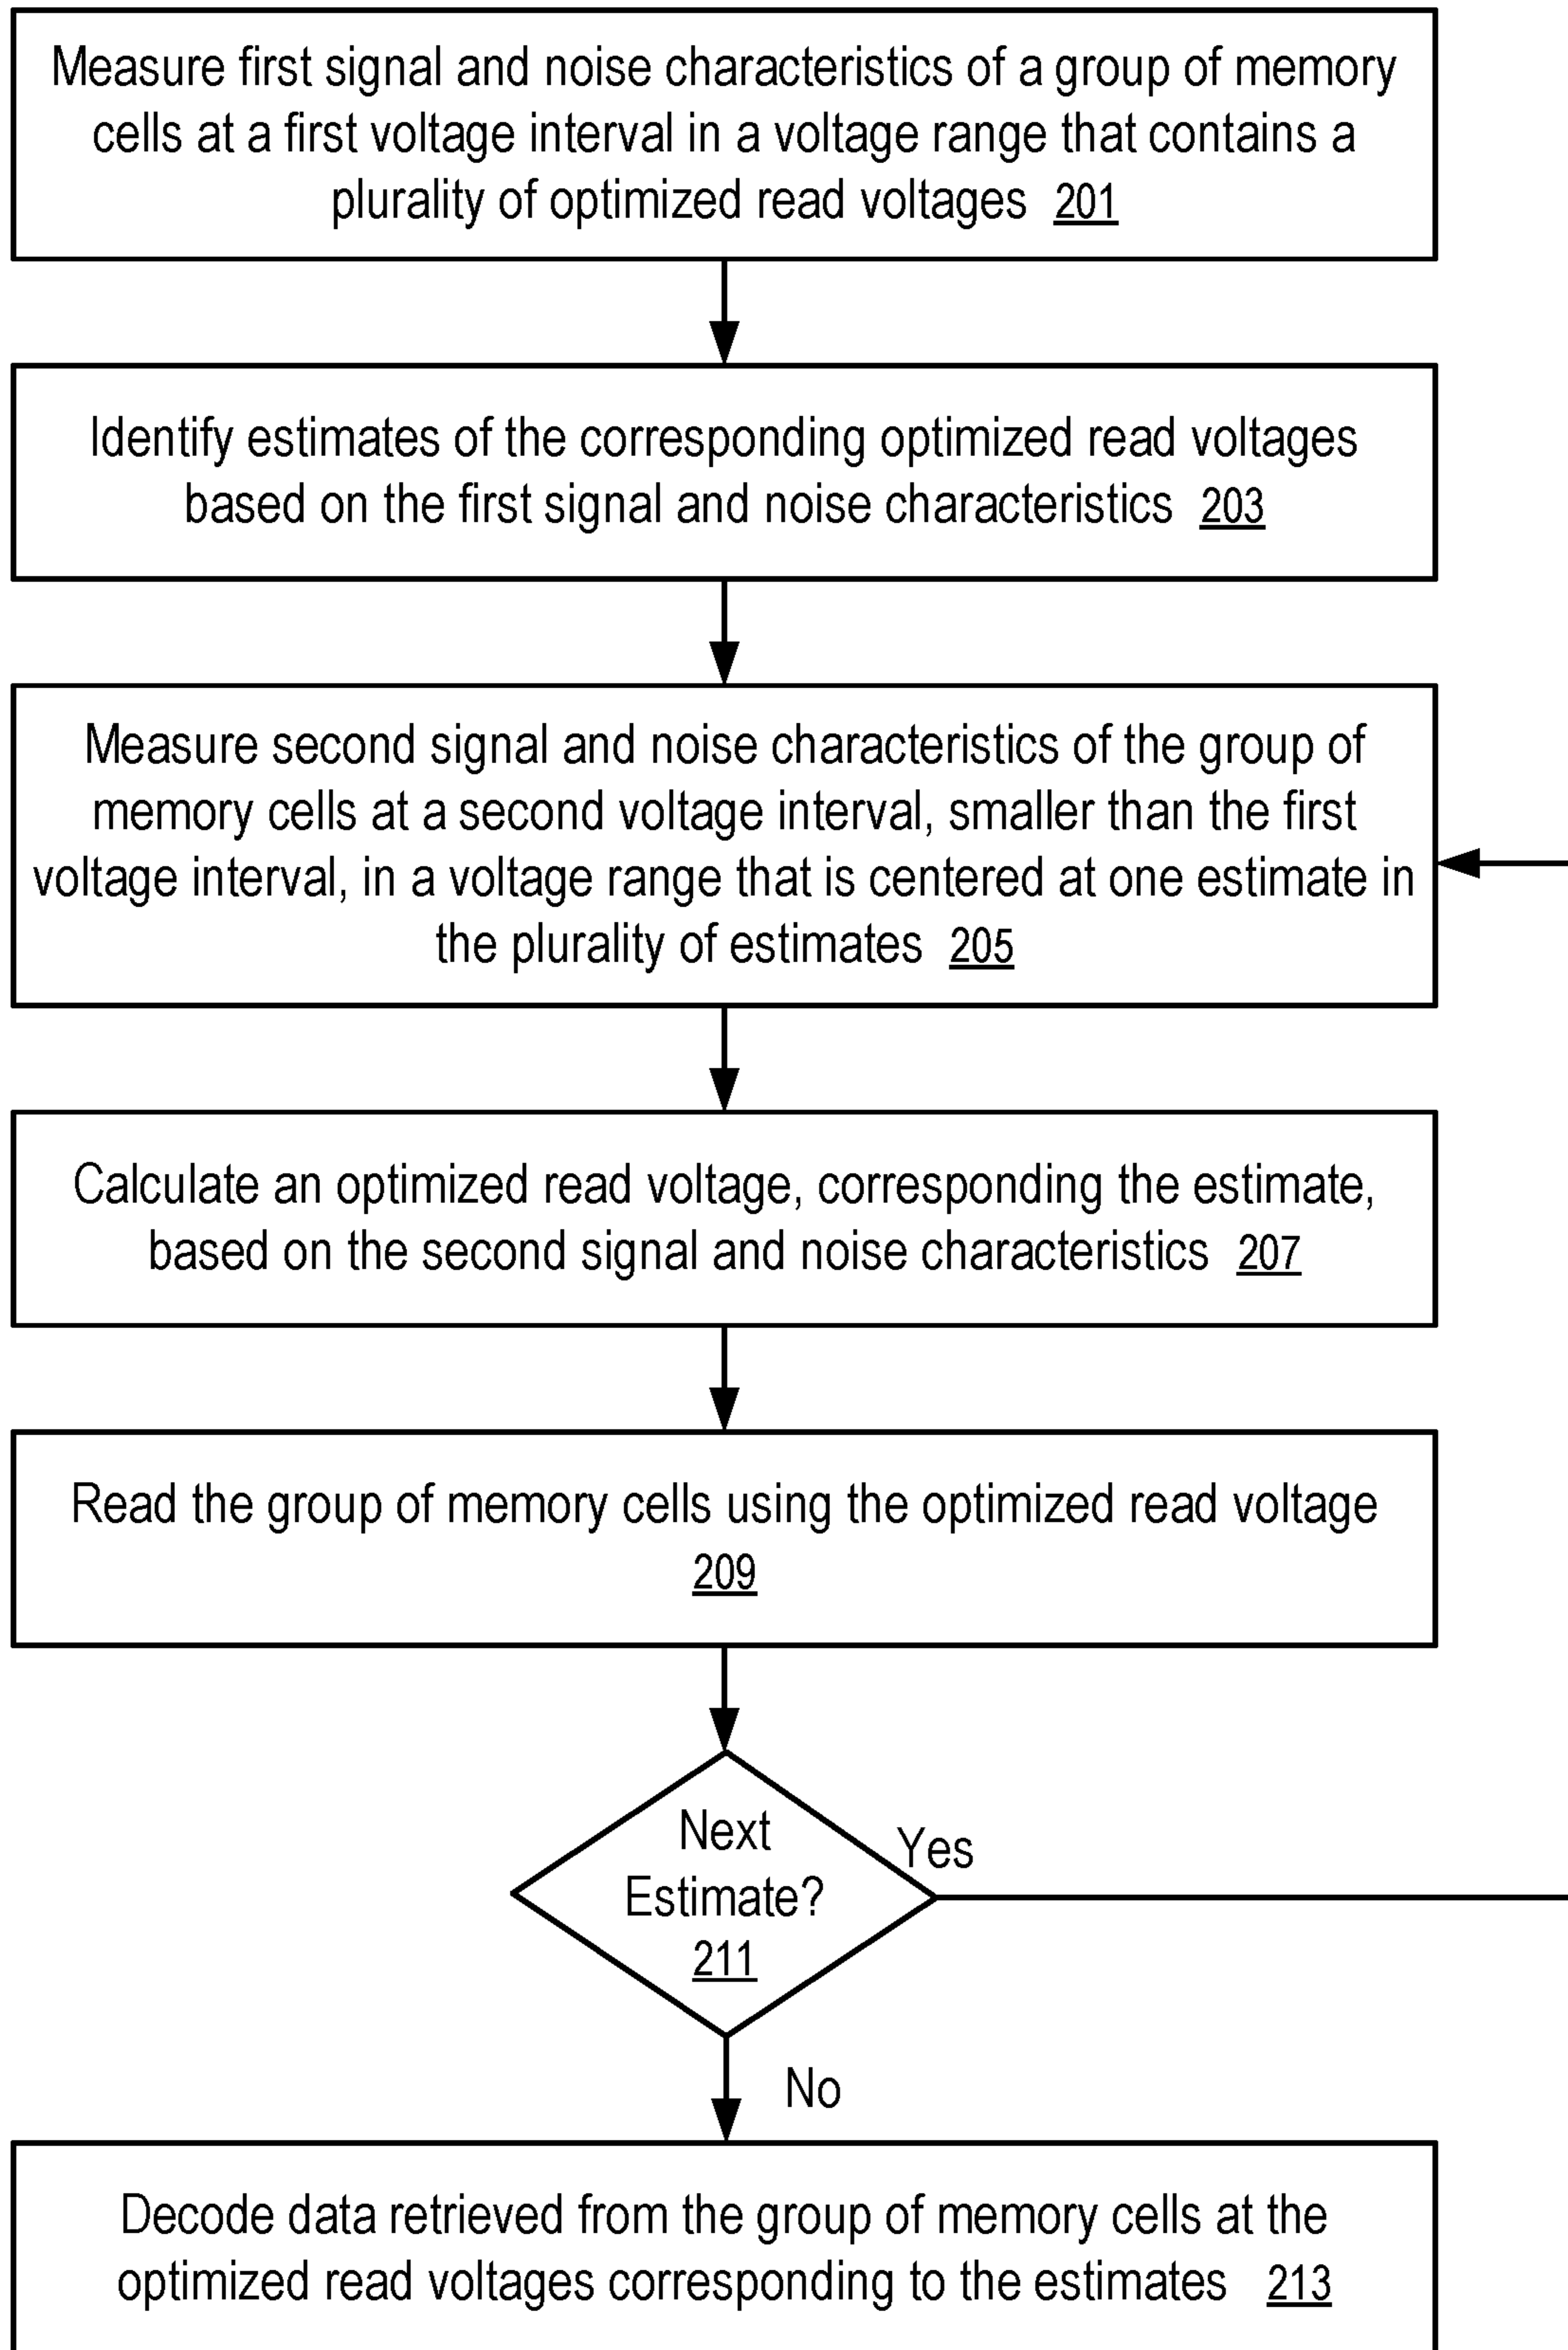 Measure first signal and noise characteristics of a group of memory
cells at a first voltage interval in a voltage range that contains a
plurality of optimized read voltages 201
Identify estimates of the corresponding optimized read voltages
based on the first signal and noise characteristics 203
Measure second signal and noise characteristics of the group of
memory cells at a second voltage interval, smaller than the first
voltage interval, in a voltage range that is centered at one estimate in
the plurality of estimates 205
Calculate an optimized read voltage, corresponding the estimate,
based on the second signal and noise characteristics 207
Read the group of memory cells using the optimized read voltage
209
Next
Estimate?
211
Yes
No
Decode data retrieved from the group of memory cells at the
optimized read voltages corresponding to the estimates 213